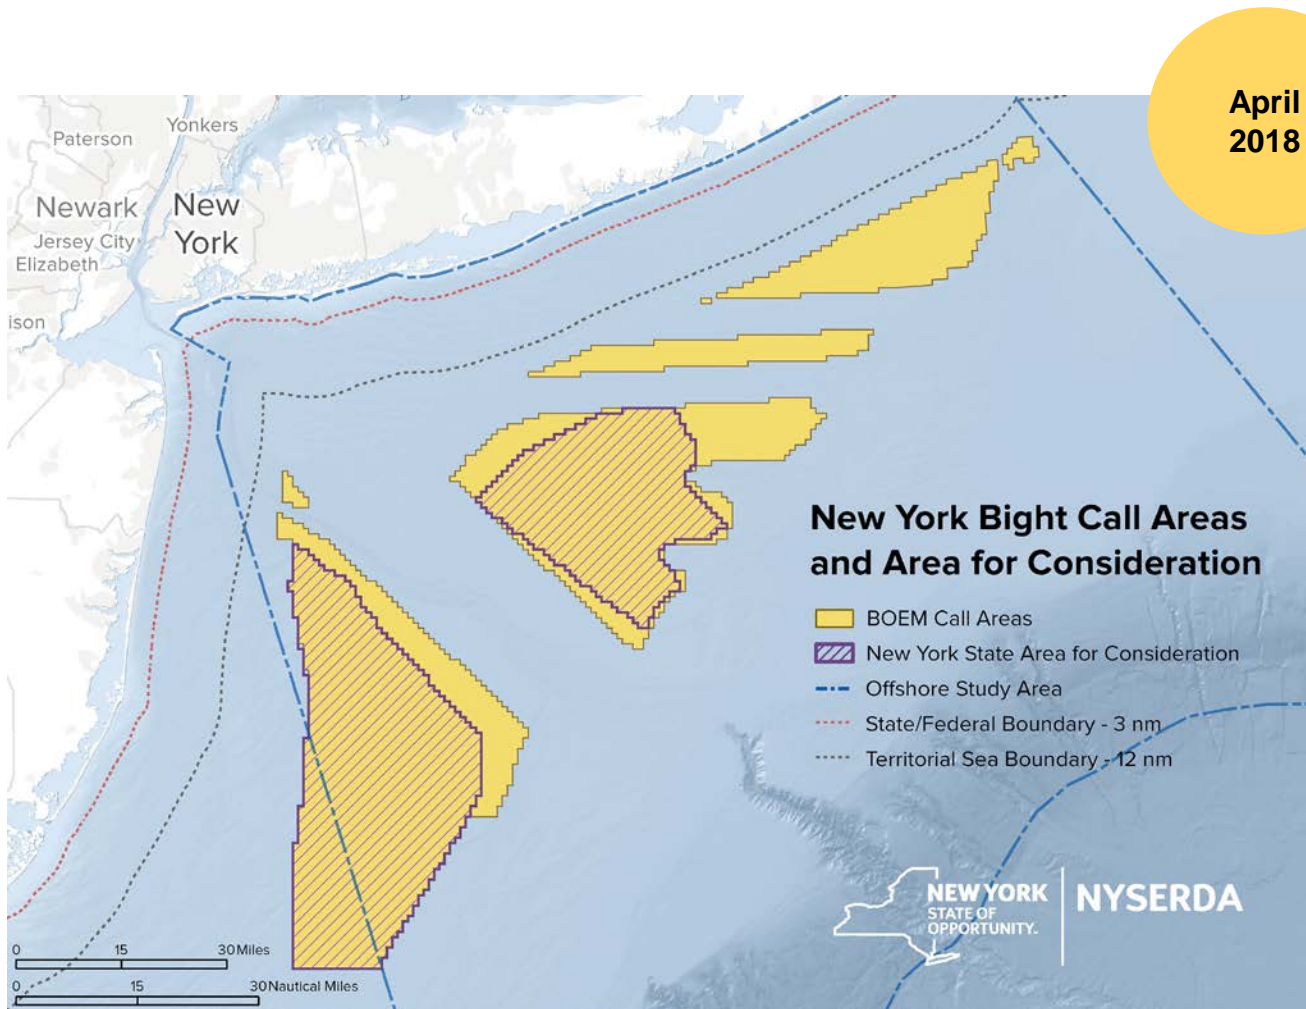 April
2018
Yonkers
Paterson
New
York
Newark
Jersey City
Elizabeth
ison
New York Bight Call Areas
and Area for Consideration
BOEM Call Areas
New York State Area for Consideration
Offshore Study Area
State/Federal Boundary - 3 nm
Territorial Sea Boundary - 12 nm
NEW YORK
STATE OF
OPPORTUNITY.
NYSERDA
0 15 30 Miles
0 15 30 Nautical Miles